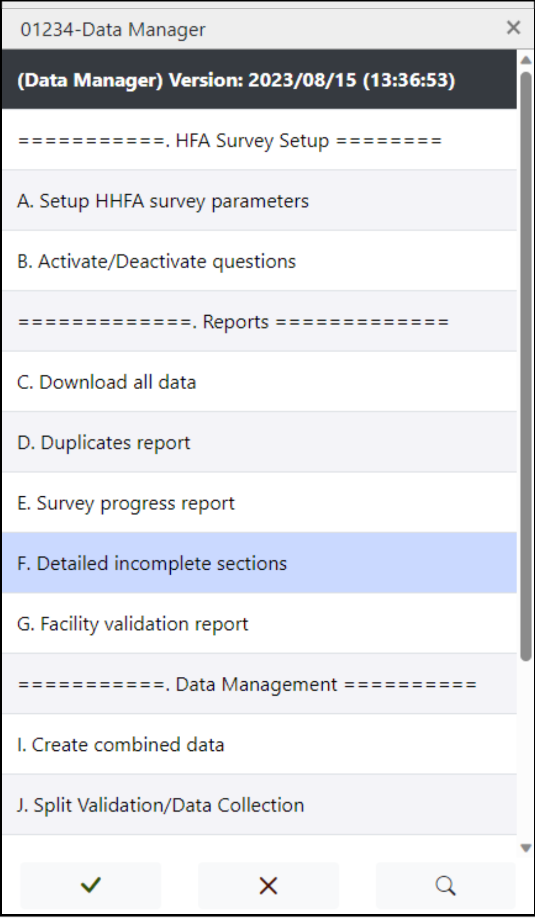 01234-Data Manager
(Data Manager) Version: 2023/08/15 (13:36:53)
===========. HFA Survey Setup ========
A. Setup HHFA survey parameters
B. Activate/Deactivate questions
=============. Reports =============
C. Download all data
D. Duplicates report
E. Survey progress report
F. Detailed incomplete sections
G. Facility validation report
===========. Data Management ==========
I. Create combined data
J. Split Validation/Data Collection